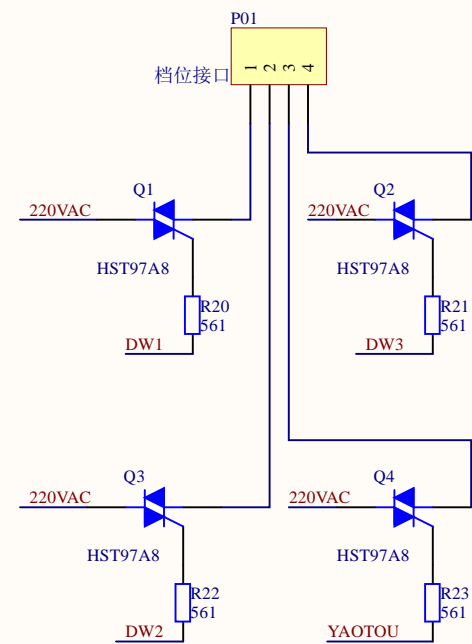 P01
档位接口
1 2 3 4
Q1
220VAC
HST97A8
R20
561
DW1
Q2
220VAC
HST97A8
R21
561
DW3
Q3
220VAC
HST97A8
R22
561
DW2
Q4
220VAC
HST97A8
R23
561
YAOTOU